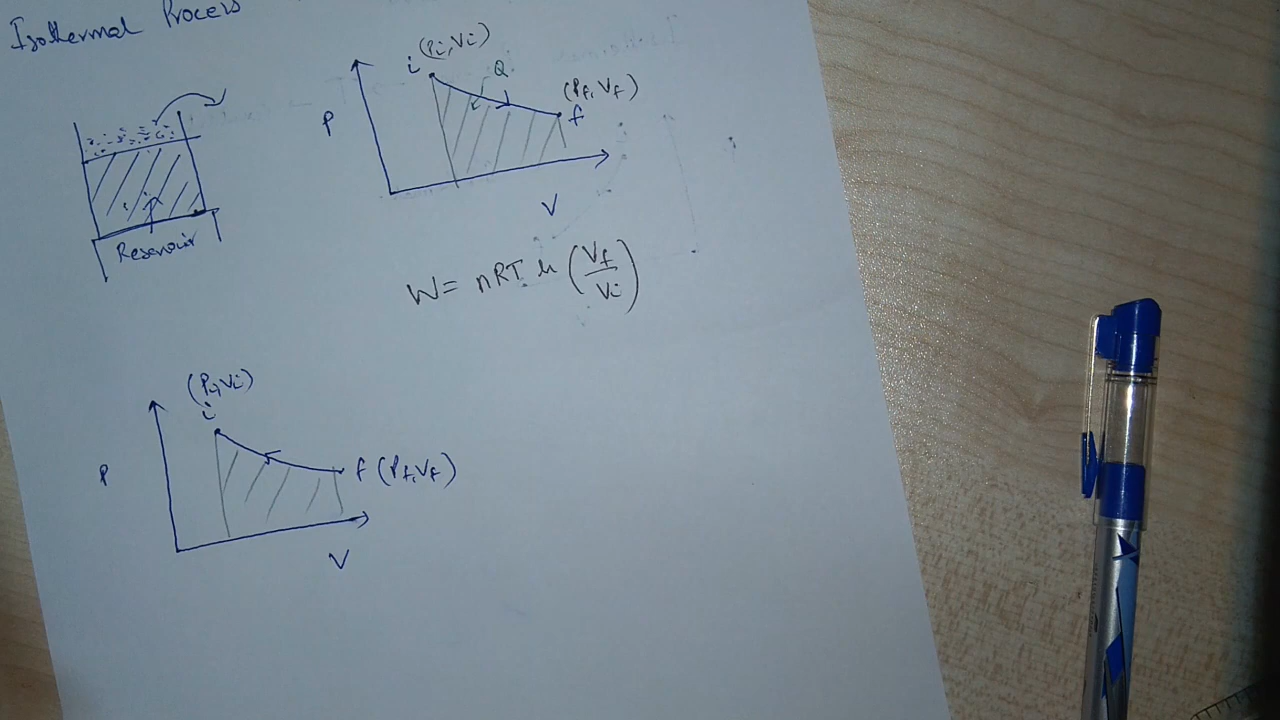 Isothermal Process
i (Pi, Vi)
Q
(Pf, Vf)
f
P
V
Reservoir
W = nRT ln (Vf/Vi)
(Pi, Vi)
i
P
f (Pf, Vf)
V